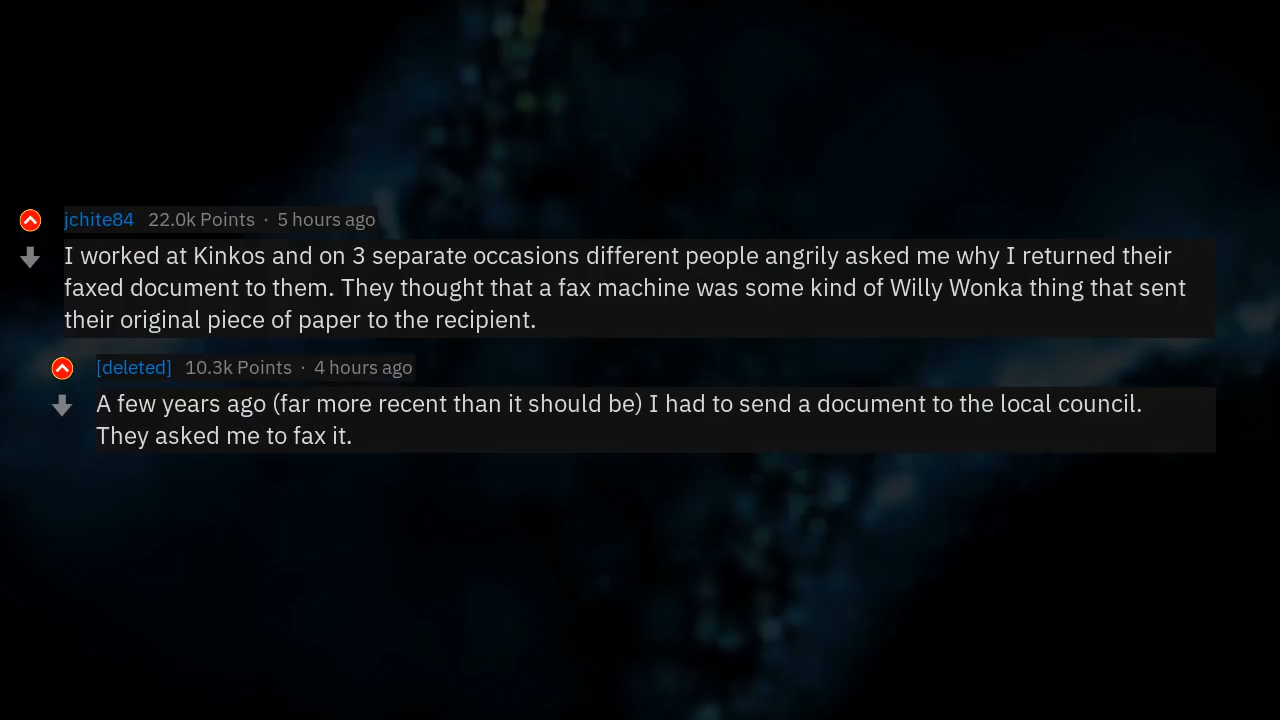 jchite84 22.0k Points · 5 hours ago
I worked at Kinkos and on 3 separate occasions different people angrily asked me why I returned their
faxed document to them. They thought that a fax machine was some kind of Willy Wonka thing that sent
their original piece of paper to the recipient.
[deleted] 10.3k Points · 4 hours ago
A few years ago (far more recent than it should be) I had to send a document to the local council.
They asked me to fax it.